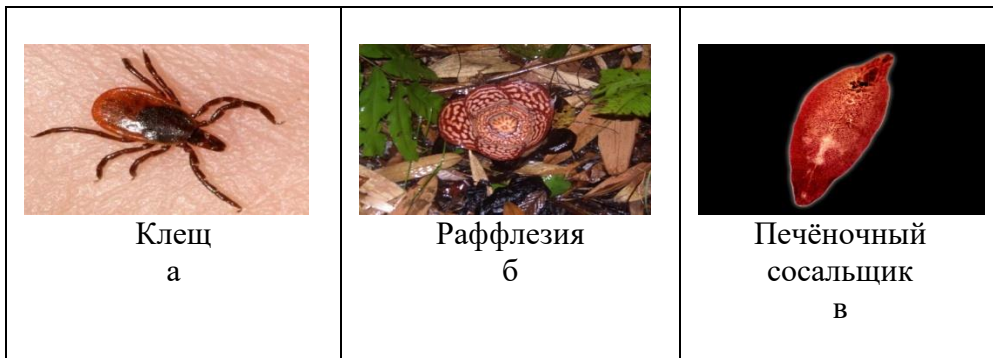 Клещ
а
Раффлезия
б
Печёночный
сосальщик
в